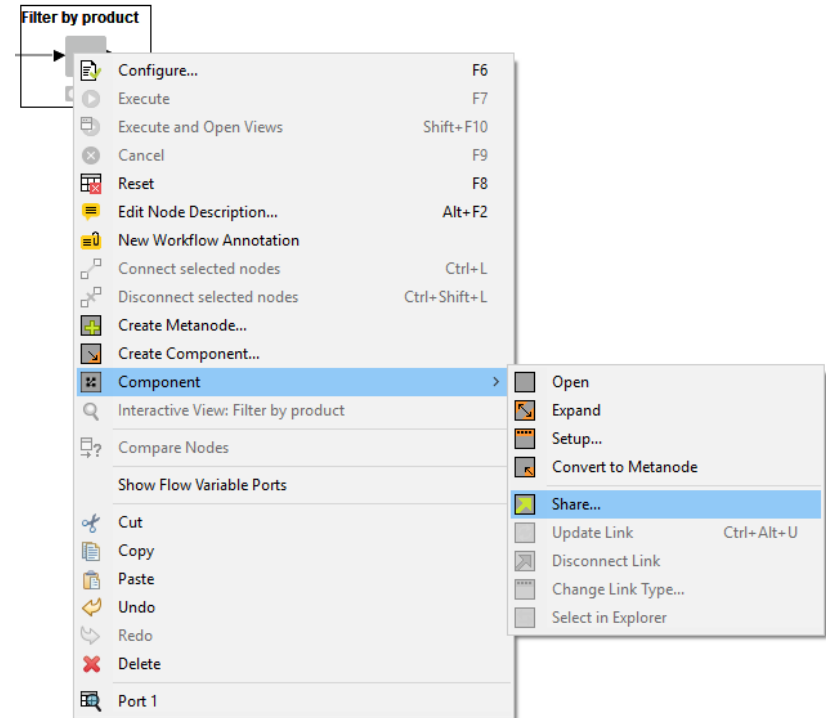 Filter by product
Configure... F6
Execute F7
Execute and Open Views Shift+F10
Cancel F9
Reset F8
Edit Node Description... Alt+F2
New Workflow Annotation
Connect selected nodes Ctrl+L
Disconnect selected nodes Ctrl+Shift+L
Create Metanode...
Create Component...
Component
Interactive View: Filter by product
Compare Nodes
Show Flow Variable Ports
Cut
Copy
Paste
Undo
Redo
Delete
Port 1
Open
Expand
Setup...
Convert to Metanode
Share...
Update Link Ctrl+Alt+U
Disconnect Link
Change Link Type...
Select in Explorer